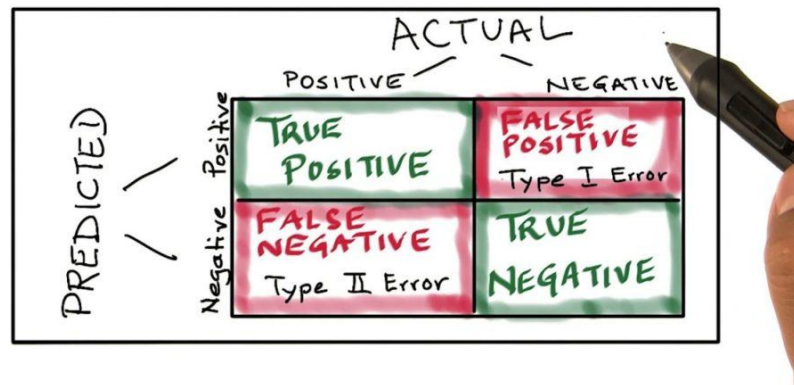 ACTUAL
POSITIVE NEGATIVE
PREDICTED
Positive
TRUE
POSITIVE
FALSE
POSITIVE
Type I Error
Negative
FALSE
NEGATIVE
Type II Error
TRUE
NEGATIVE